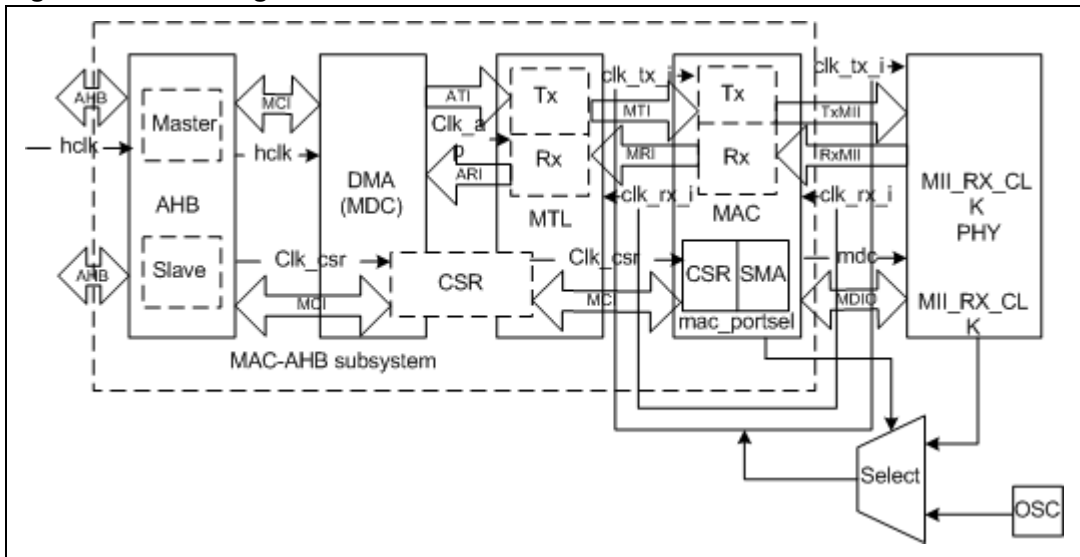 AHB
hclk
Master
AHB
AHB
Slave
MCI
hclk
Clk_csr
MCI
DMA
(MDC)
ATI
Clk_a
p
ARI
CSR
Tx
Rx
MTL
clk_tx_i
MTI
MRI
clk_rx_i
Clk_csr
MCI
Tx
Rx
MAC
CSR
SMA
mac_portsel
clk_tx_i
TxMII
RxMII
clk_rx_i
mdc
MDIO
MII_RX_CL
K
PHY
MII_RX_CL
K
MAC-AHB subsystem
Select
OSC